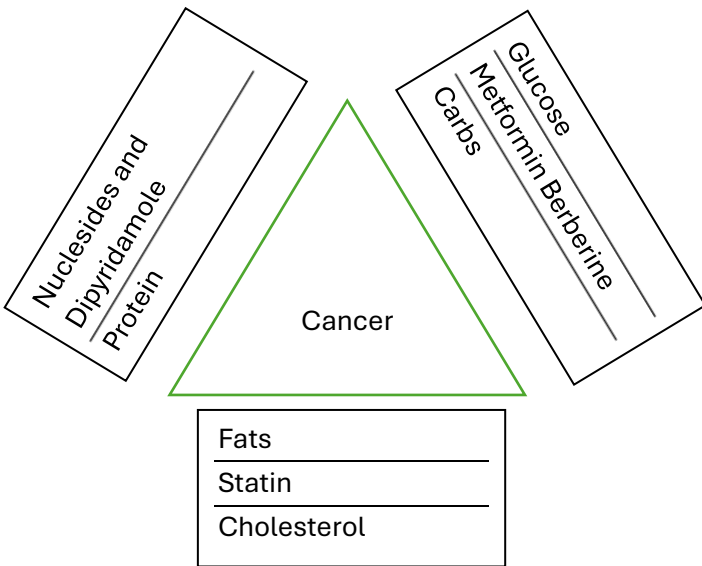 Nuclesides and
Dipyridamole
Protein
Glucose
Metformin Berberine
Carbs
Cancer
Fats
Statin
Cholesterol